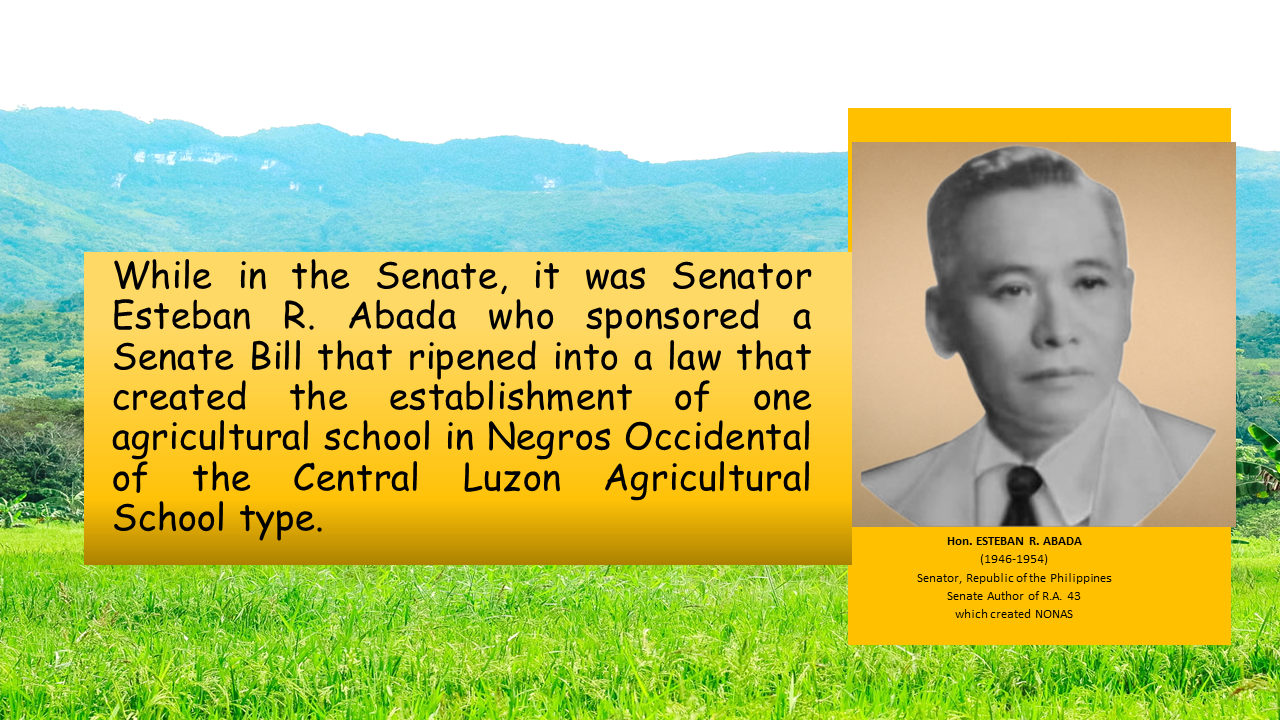 While in the Senate, it was Senator
Esteban R. Abada who sponsored a
Senate Bill that ripened into a law that
created the establishment of one
agricultural school in Negros Occidental
of the Central Luzon Agricultural
School type.
Hon. ESTEBAN R. ABADA
(1946-1954)
Senator, Republic of the Philippines
Senate Author of R.A. 43
which created NONAS